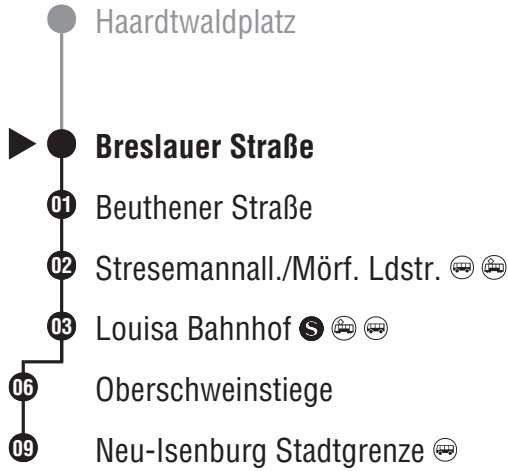 Haardtwaldplatz
Breslauer Straße
01 Beuthener Straße
02 Stresemannall./Mörf. Ldstr.
03 Louisa Bahnhof S
06 Oberschweinstiege
09 Neu-Isenburg Stadtgrenze